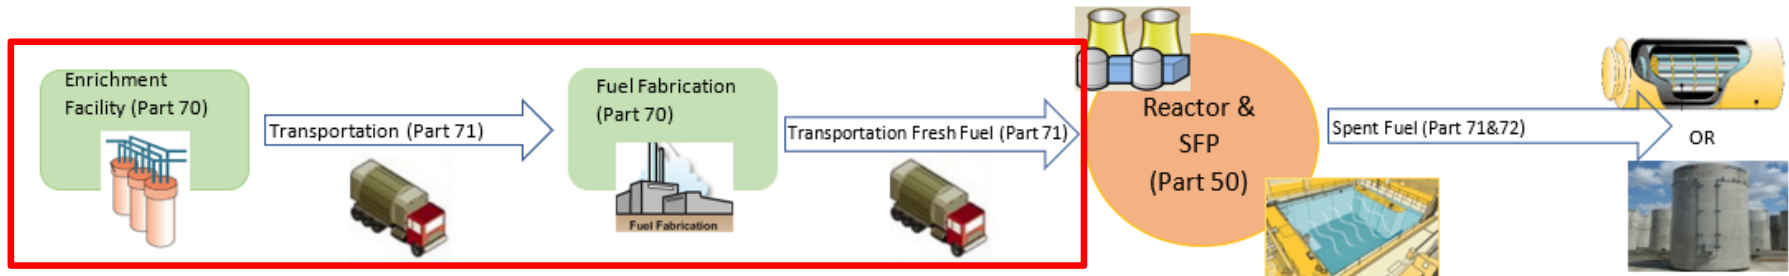 Enrichment
Facility (Part 70)
Transportation (Part 71)
Fuel Fabrication
(Part 70)
Fuel Fabrication
Transportation Fresh Fuel (Part 71)
Reactor &
SFP
(Part 50)
Spent Fuel (Part 71&72)
OR